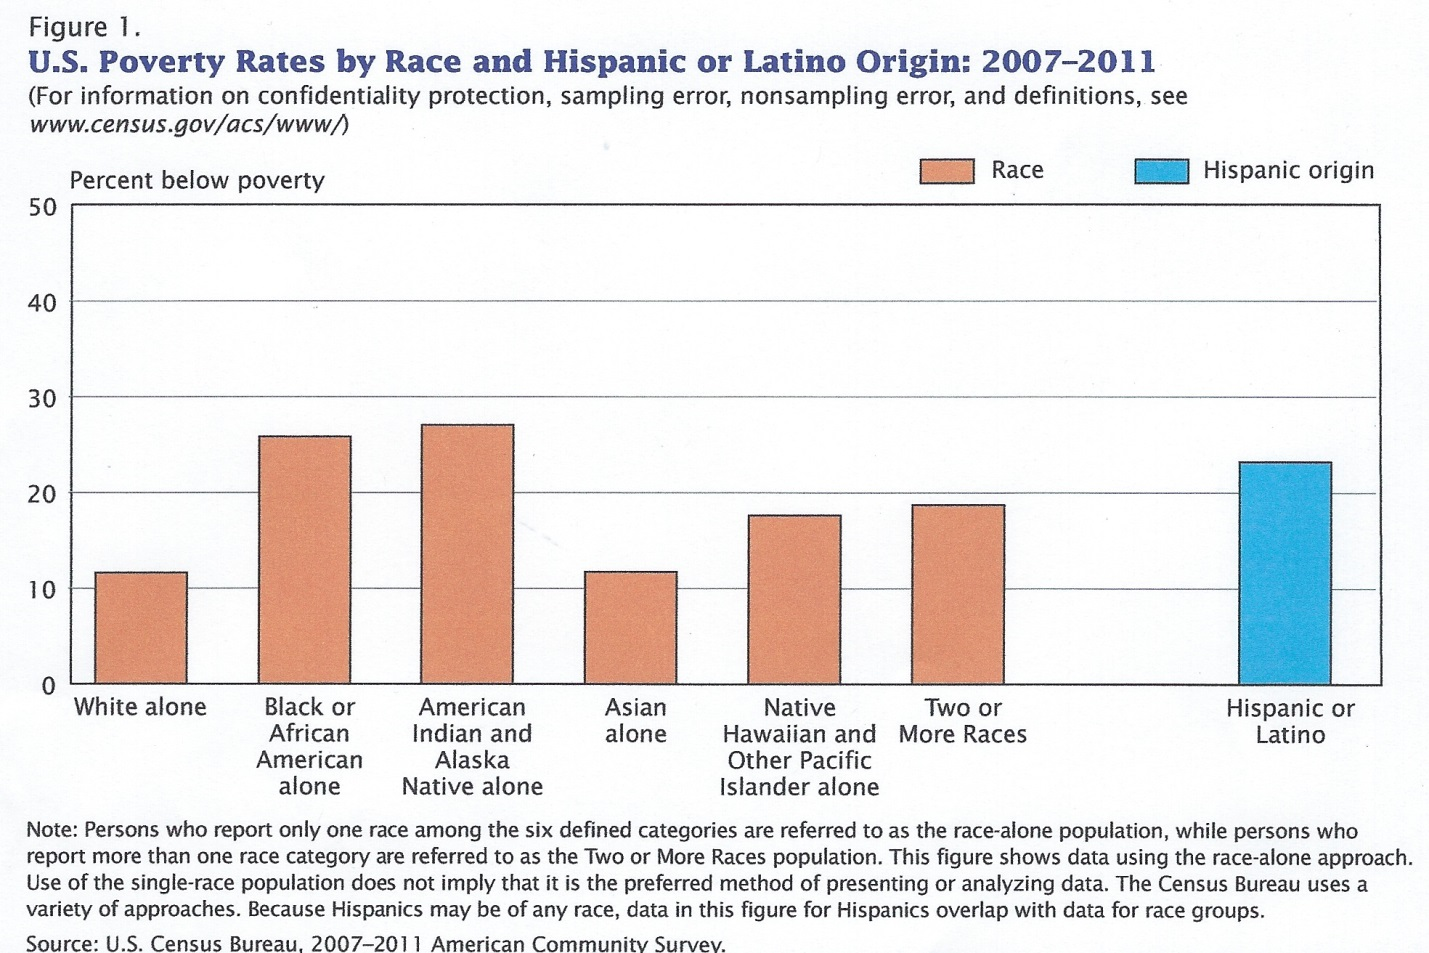 Figure 1.
U.S. Poverty Rates by Race and Hispanic or Latino Origin: 2007–2011
(For information on confidentiality protection, sampling error, nonsampling error, and definitions, see
www.census.gov/acs/www/)
Percent below poverty
Race
Hispanic origin
50
40
30
20
10
0
White alone
Black or
African
American
alone
American
Indian and
Alaska
Native alone
Asian
alone
Native
Hawaiian and
Other Pacific
Islander alone
Two or
More Races
Hispanic or
Latino
Note: Persons who report only one race among the six defined categories are referred to as the race-alone population, while persons who
report more than one race category are referred to as the Two or More Races population. This figure shows data using the race-alone approach.
Use of the single-race population does not imply that it is the preferred method of presenting or analyzing data. The Census Bureau uses a
variety of approaches. Because Hispanics may be of any race, data in this figure for Hispanics overlap with data for race groups.
Source: U.S. Census Bureau, 2007–2011 American Community Survey.